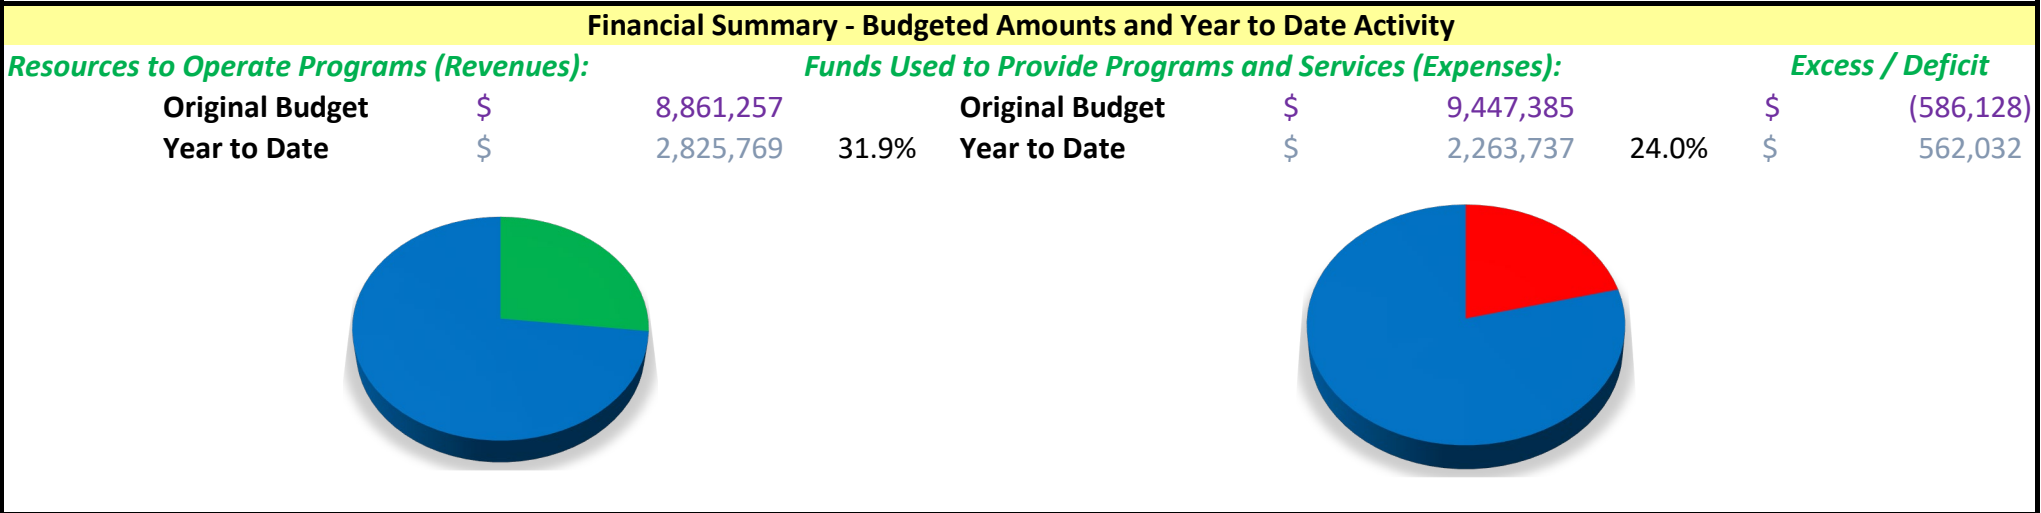 Financial Summary - Budgeted Amounts and Year to Date Activity
Resources to Operate Programs (Revenues): Funds Used to Provide Programs and Services (Expenses): Excess / Deficit
Original Budget $ 8,861,257 Original Budget $ 9,447,385 $ (586,128)
Year to Date $ 2,825,769 31.9% Year to Date $ 2,263,737 24.0% $ 562,032